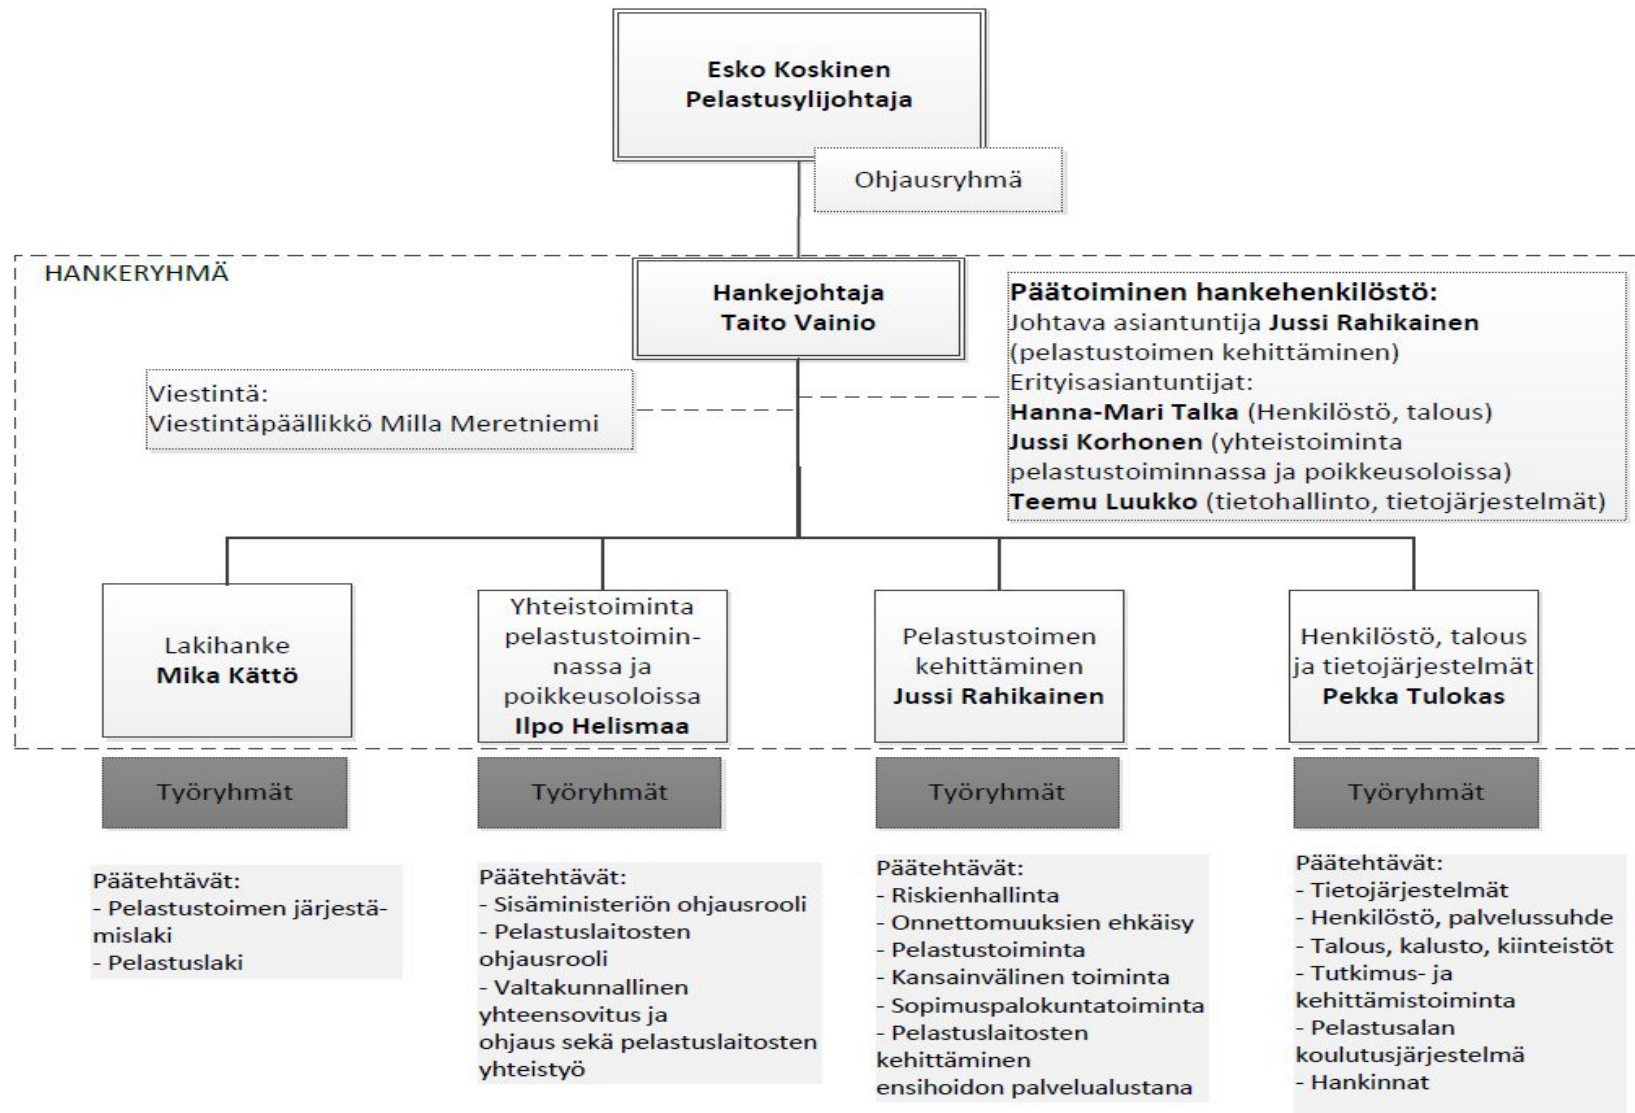 Esko Koskinen
Pelastusylijohtaja
Ohjausryhmä
HANKERYHMÄ
Hankejohtaja
Taito Vainio
Päätoiminen hankehenkilöstö:
Johtava asiantuntija Jussi Rahikainen
(pelastustoimen kehittäminen)
Erityisasiantuntijat:
Hanna-Mari Talka (Henkilöstö, talous)
Jussi Korhonen (yhteistoiminta
pelastustoiminnassa ja poikkeusoloissa)
Teemu Luukko (tietohallinto, tietojärjestelmät)
Viestintä:
Viestintäpäällikkö Milla Meretniemi
Lakihanke
Mika Kättö
Yhteistoiminta
pelastustoimin-
nassa ja
poikkeusoloissa
Ilpo Helismaa
Pelastustoimen
kehittäminen
Jussi Rahikainen
Henkilöstö, talous
ja tietojärjestelmät
Pekka Tulokas
Työryhmät
Työryhmät
Työryhmät
Työryhmät
Päätehtävät:
- Pelastustoimen järjestä-
mislaki
- Pelastuslaki
Päätehtävät:
- Sisäministeriön ohjausrooli
- Pelastuslaitosten
ohjausrooli
- Valtakunnallinen
yhteensovitus ja
ohjaus sekä pelastuslaitosten
yhteistyö
Päätehtävät:
- Riskienhallinta
- Onnettomuuksien ehkäisy
- Pelastustoiminta
- Kansainvälinen toiminta
- Sopimuspalokuntatoiminta
- Pelastuslaitosten
kehittäminen
ensihoidon palvelualustana
Päätehtävät:
- Tietojärjestelmät
- Henkilöstö, palvelussuhde
- Talous, kalusto, kiinteistöt
- Tutkimus- ja
kehittämistoiminta
- Pelastusalan
koulutusjärjestelmä
- Hankinnat